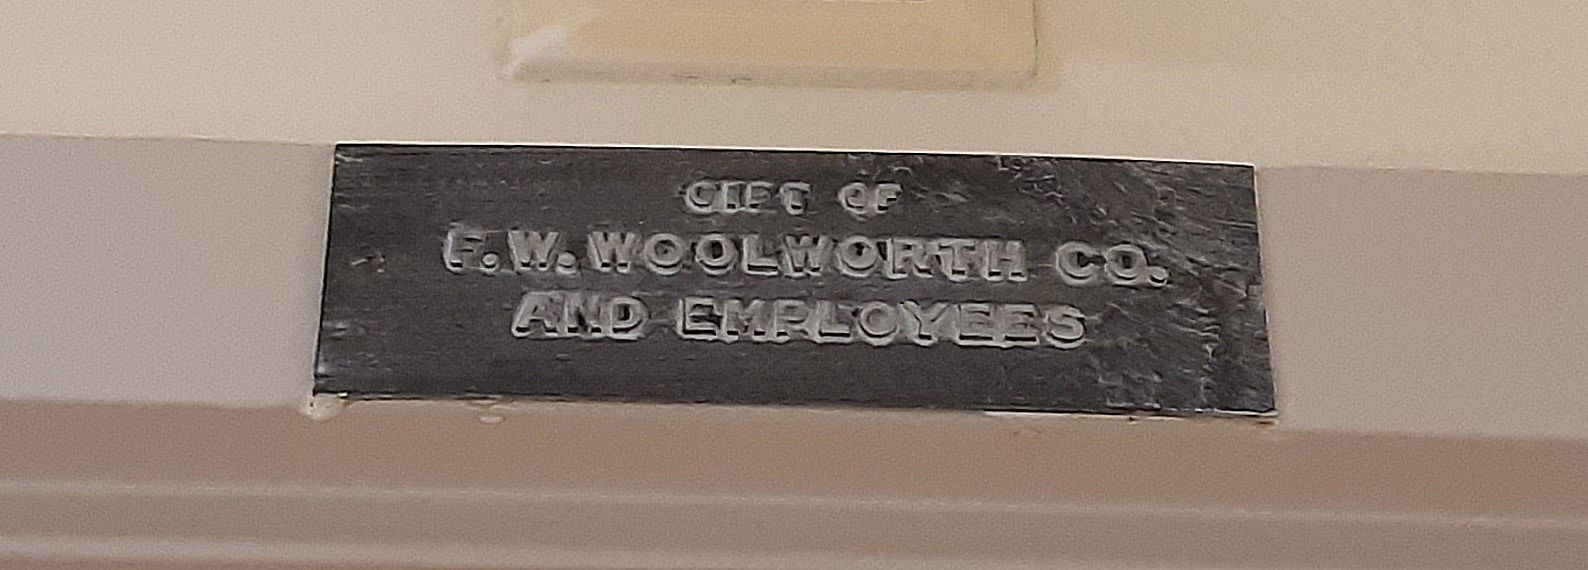 GIFT OF
F. W. WOOLWORTH CO.
AND EMPLOYEES